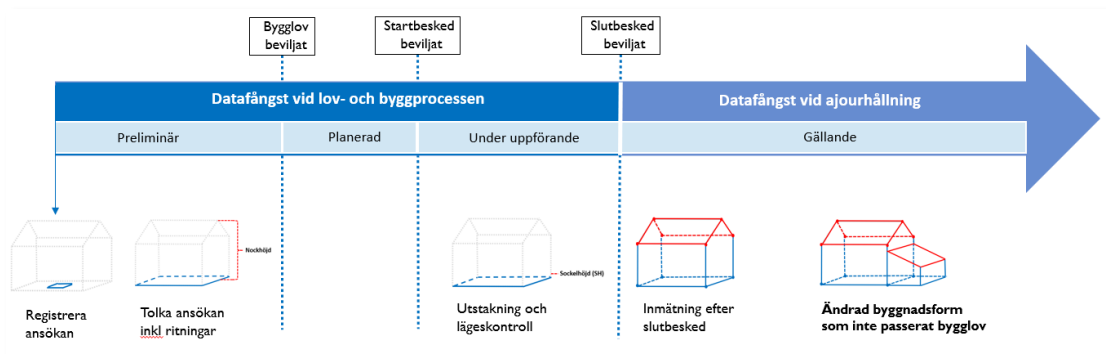 Bygglov
beviljat
Startbesked
beviljat
Slutbesked
beviljat
Datafångst vid lov- och byggprocessen
Datafångst vid ajourhållning
Preliminär
Planerad
Under uppförande
Gällande
Nockhöjd
Sockelhöjd (SH)
Registrera
ansökan
Tolka ansökan
inkl ritningar
Utstakning och
lägeskontroll
Inmätning efter
slutbesked
Ändrad byggnadsform
som inte passerat bygglov